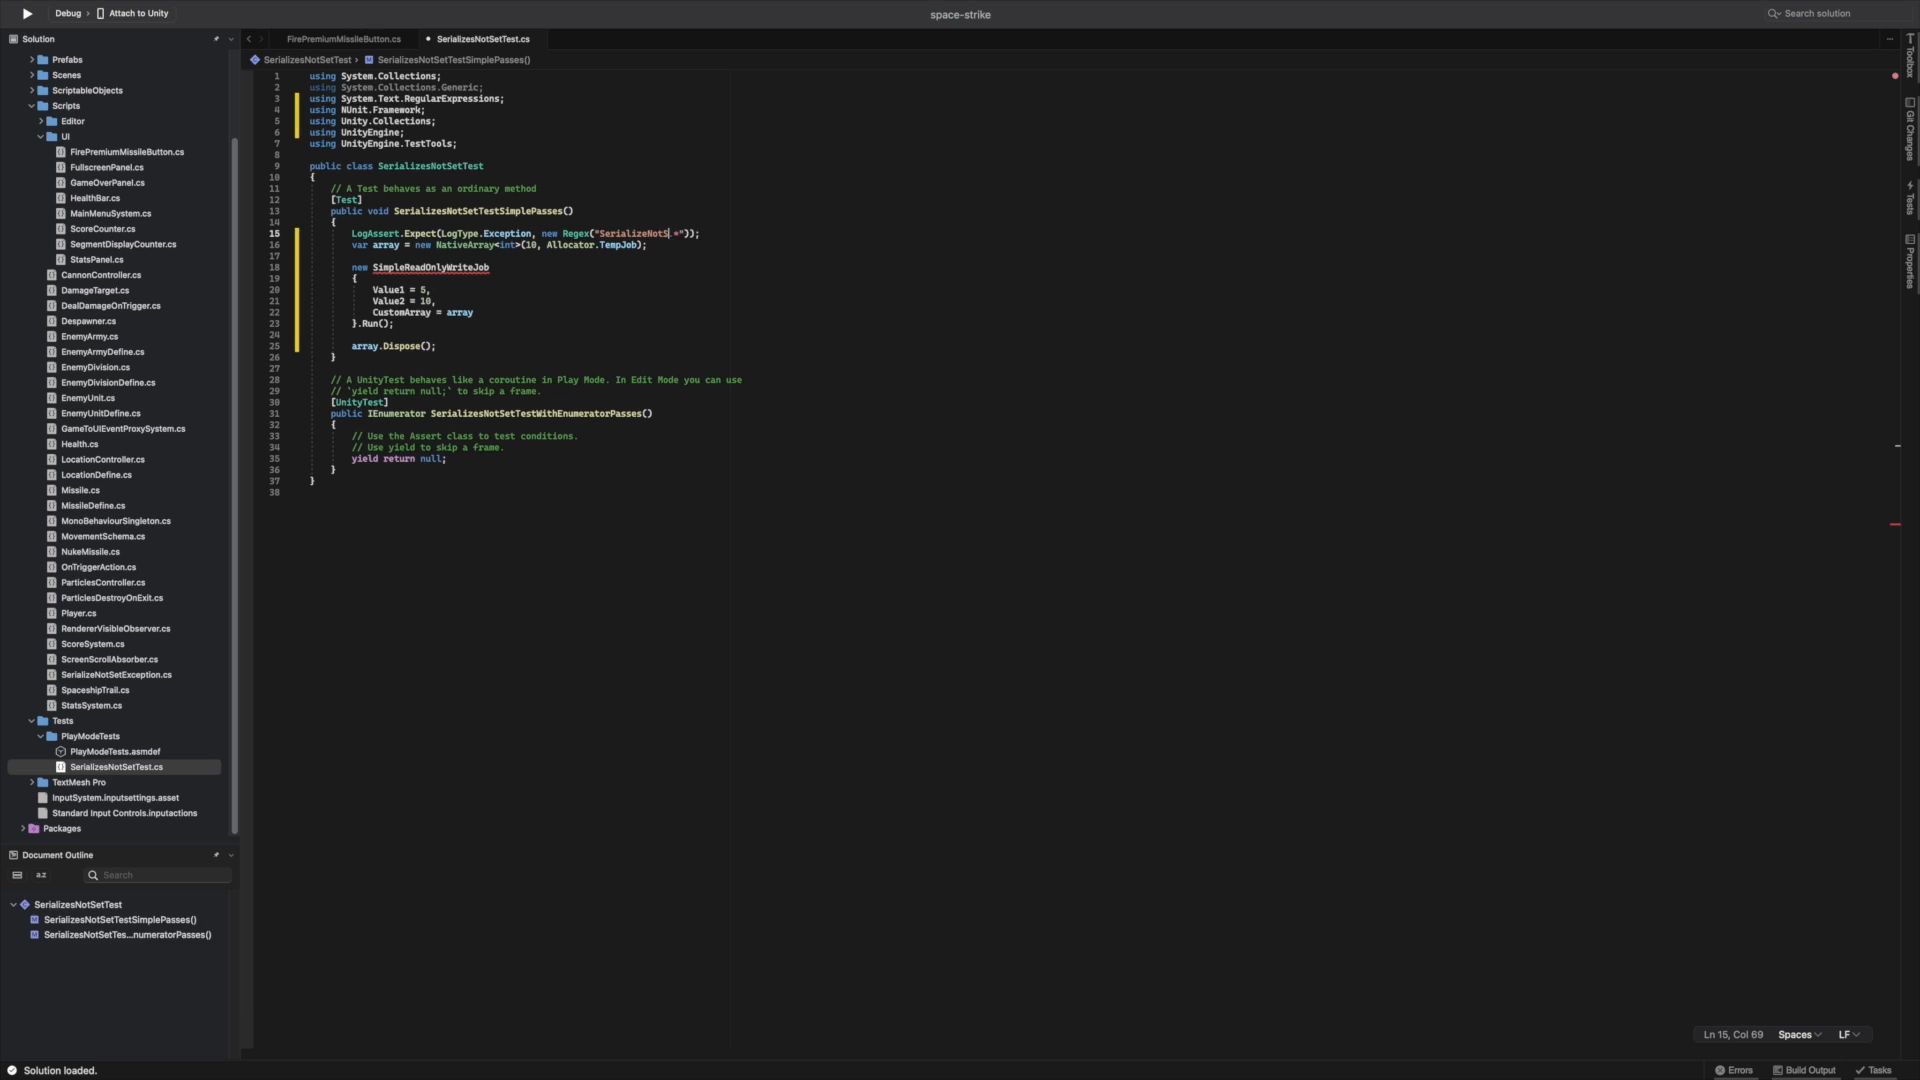 Debug › Attach to Unity
space-strike
Search solution
Solution
Prefabs
Scenes
ScriptableObjects
Scripts
Editor
UI
FirePremiumMissileButton.cs
FullscreenPanel.cs
GameOverPanel.cs
HealthBar.cs
MainMenuSystem.cs
ScoreCounter.cs
SegmentDisplayCounter.cs
StatsPanel.cs
CannonController.cs
DamageTarget.cs
DealDamageOnTrigger.cs
Despawner.cs
EnemyArmy.cs
EnemyArmyDefine.cs
EnemyDivision.cs
EnemyDivisionDefine.cs
EnemyUnit.cs
EnemyUnitDefine.cs
GameToUIEventProxySystem.cs
Health.cs
LocationController.cs
LocationDefine.cs
Missile.cs
MissileDefine.cs
MonoBehaviourSingleton.cs
MovementSchema.cs
NukeMissile.cs
OnTriggerAction.cs
ParticlesController.cs
ParticlesDestroyOnExit.cs
Player.cs
RendererVisibleObserver.cs
ScoreSystem.cs
ScreenScrollAbsorber.cs
SerializeNotSetException.cs
SpaceshipTrail.cs
StatsSystem.cs
Tests
PlayModeTests
PlayModeTests.asmdef
SerializesNotSetTest.cs
TextMesh Pro
InputSystem.inputsettings.asset
Standard Input Controls.inputactions
Packages
Document Outline
a.z Search
SerializesNotSetTest
SerializesNotSetTestSimplePasses()
SerializesNotSetTes...numeratorPasses()
FirePremiumMissileButton.cs
SerializesNotSetTest.cs
SerializesNotSetTest › SerializesNotSetTestSimplePasses()
1 using System.Collections;
2 using System.Collections.Generic;
3 using System.Text.RegularExpressions;
4 using NUnit.Framework;
5 using Unity.Collections;
6 using UnityEngine;
7 using UnityEngine.TestTools;
8
9 public class SerializesNotSetTest
10 {
11 // A Test behaves as an ordinary method
12 [Test]
13 public void SerializesNotSetTestSimplePasses()
14 {
15 LogAssert.Expect(LogType.Exception, new Regex("SerializeNotS.*"));
16 var array = new NativeArray<int>(10, Allocator.TempJob);
17
18 new SimpleReadOnlyWriteJob
19 {
20 Value1 = 5,
21 Value2 = 10,
22 CustomArray = array
23 }.Run();
24
25 array.Dispose();
26 }
27
28 // A UnityTest behaves like a coroutine in Play Mode. In Edit Mode you can use
29 // `yield return null;` to skip a frame.
30 [UnityTest]
31 public IEnumerator SerializesNotSetTestWithEnumeratorPasses()
32 {
33 // Use the Assert class to test conditions.
34 // Use yield to skip a frame.
35 yield return null;
36 }
37 }
38
Toolbox
Git Changes
Tests
Properties
Ln 15, Col 69 Spaces LF
Solution loaded.
Errors Build Output Tasks